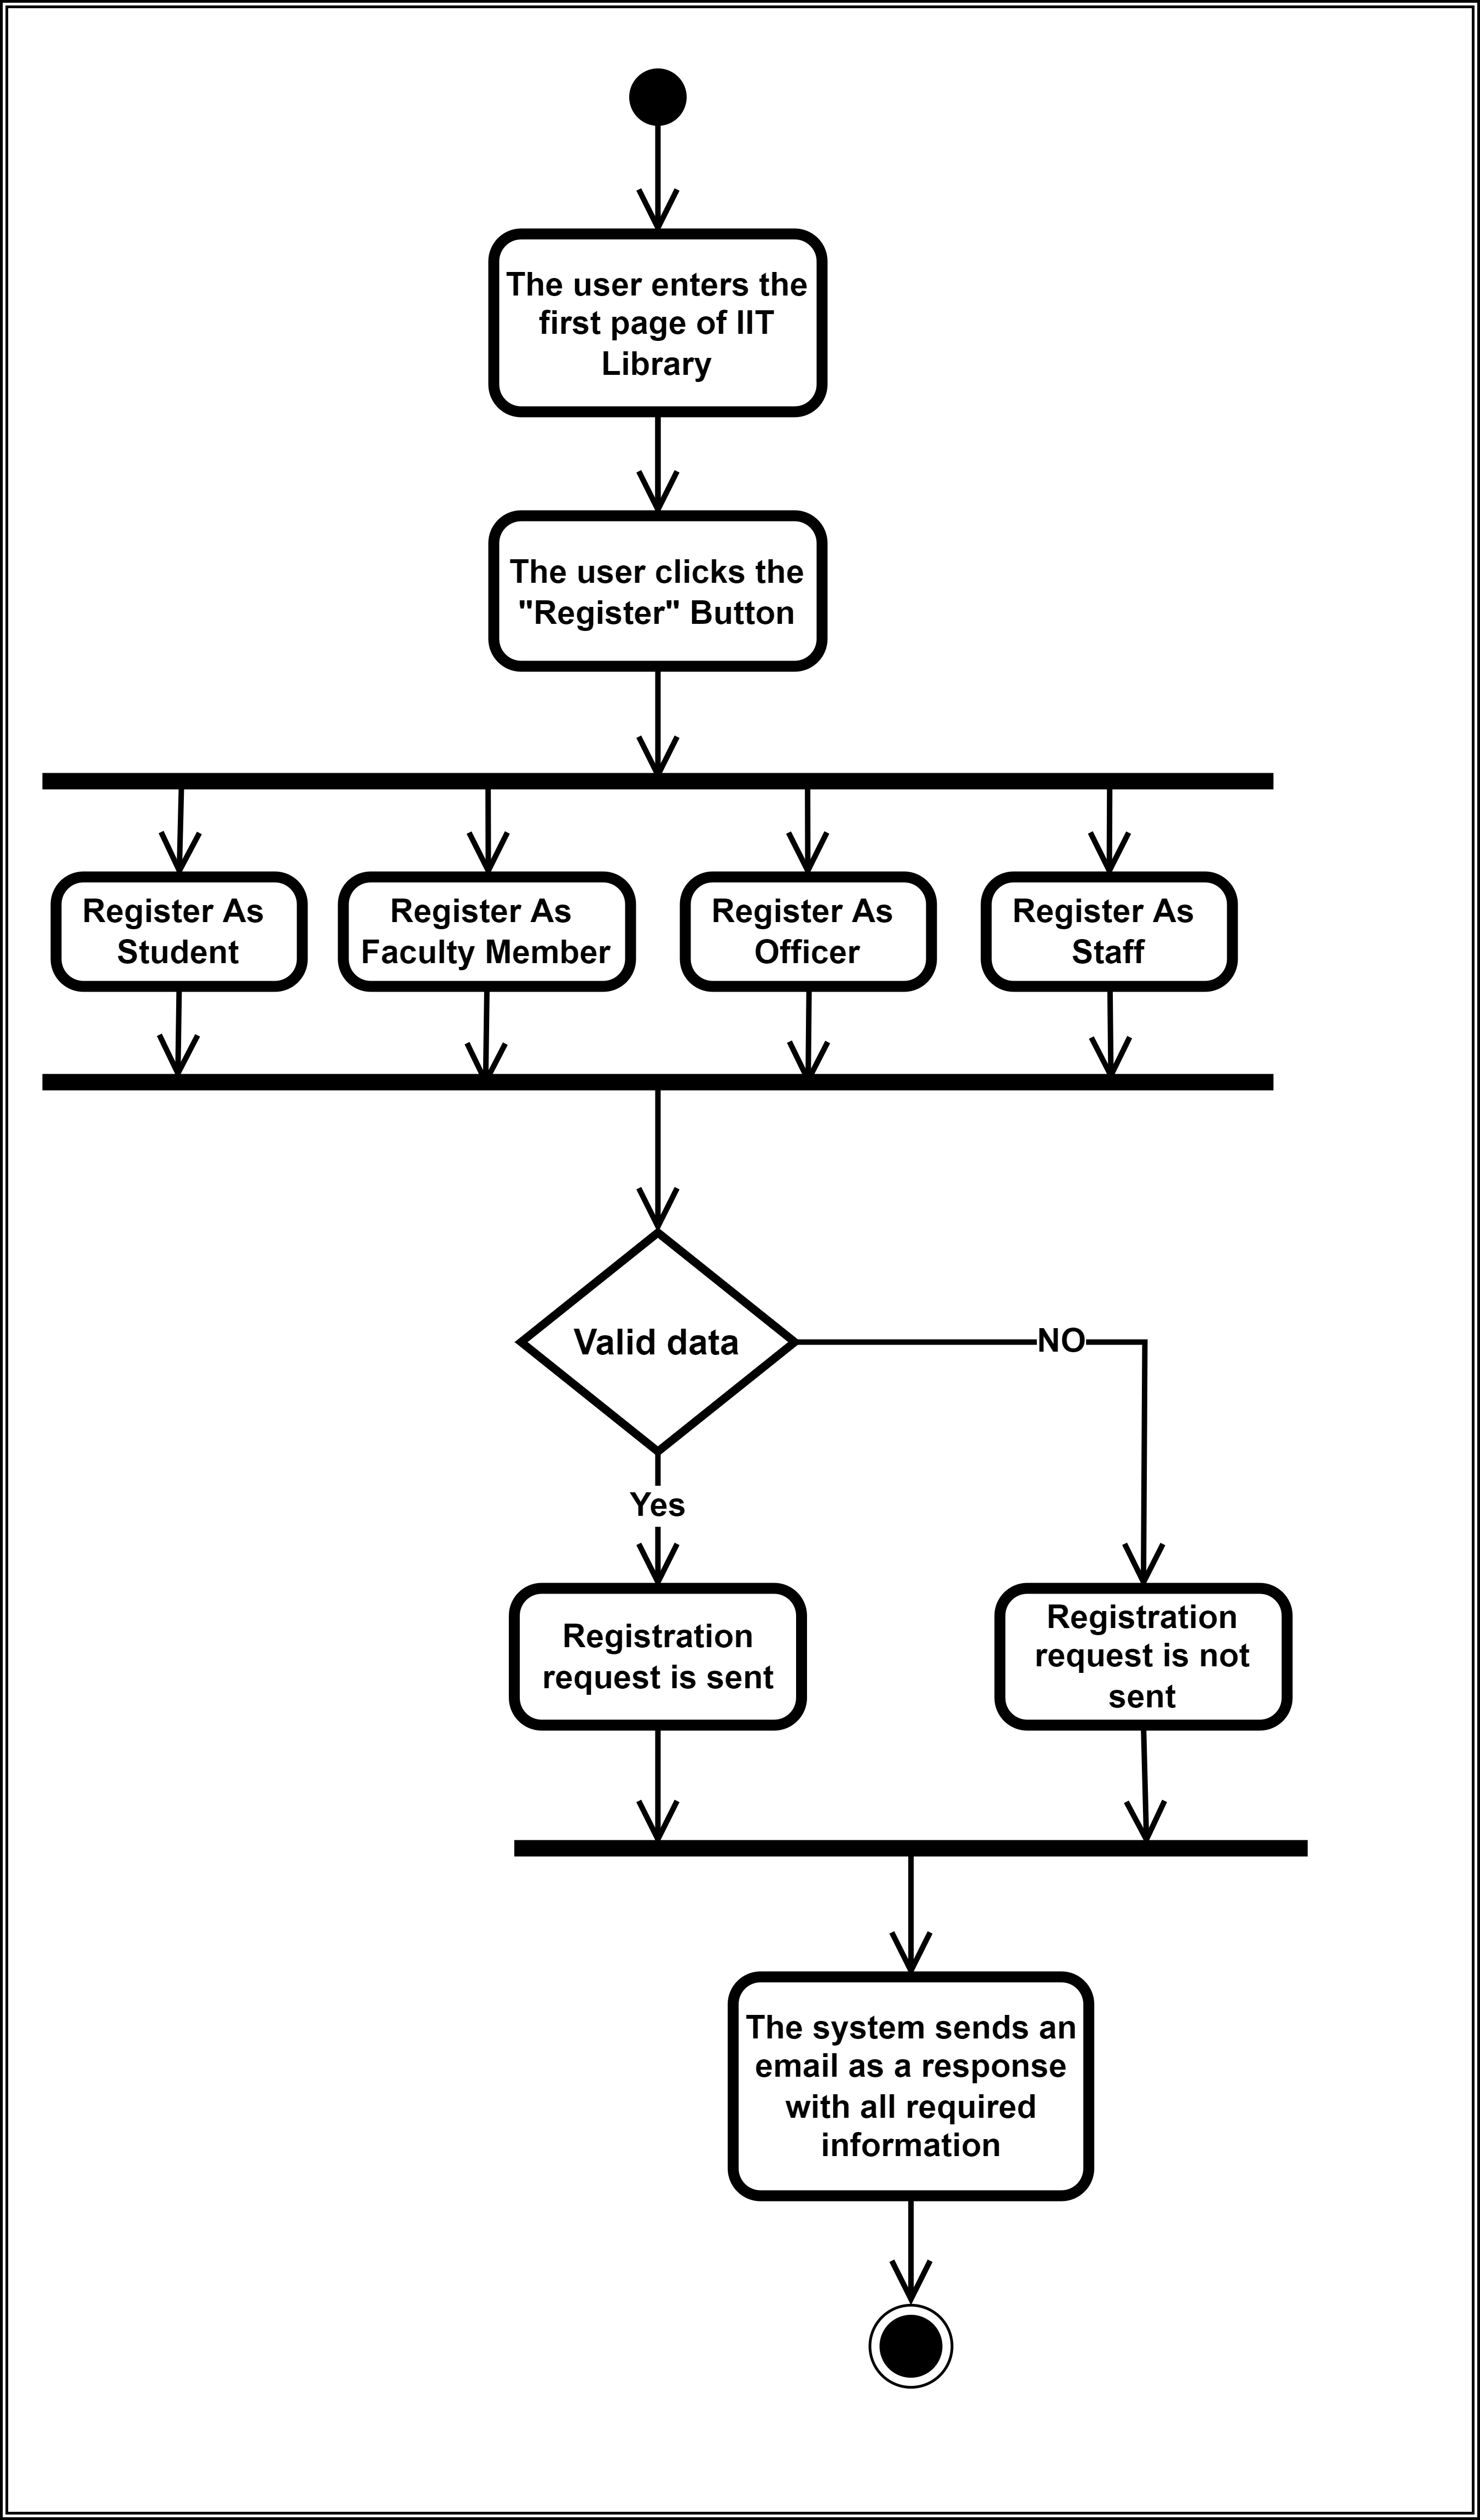 The user enters the
first page of IIT
Library
The user clicks the
"Register" Button
Register As
Student
Register As
Faculty Member
Register As
Officer
Register As
Staff
Valid data
NO
Yes
Registration
request is sent
Registration
request is not
sent
The system sends an
email as a response
with all required
information